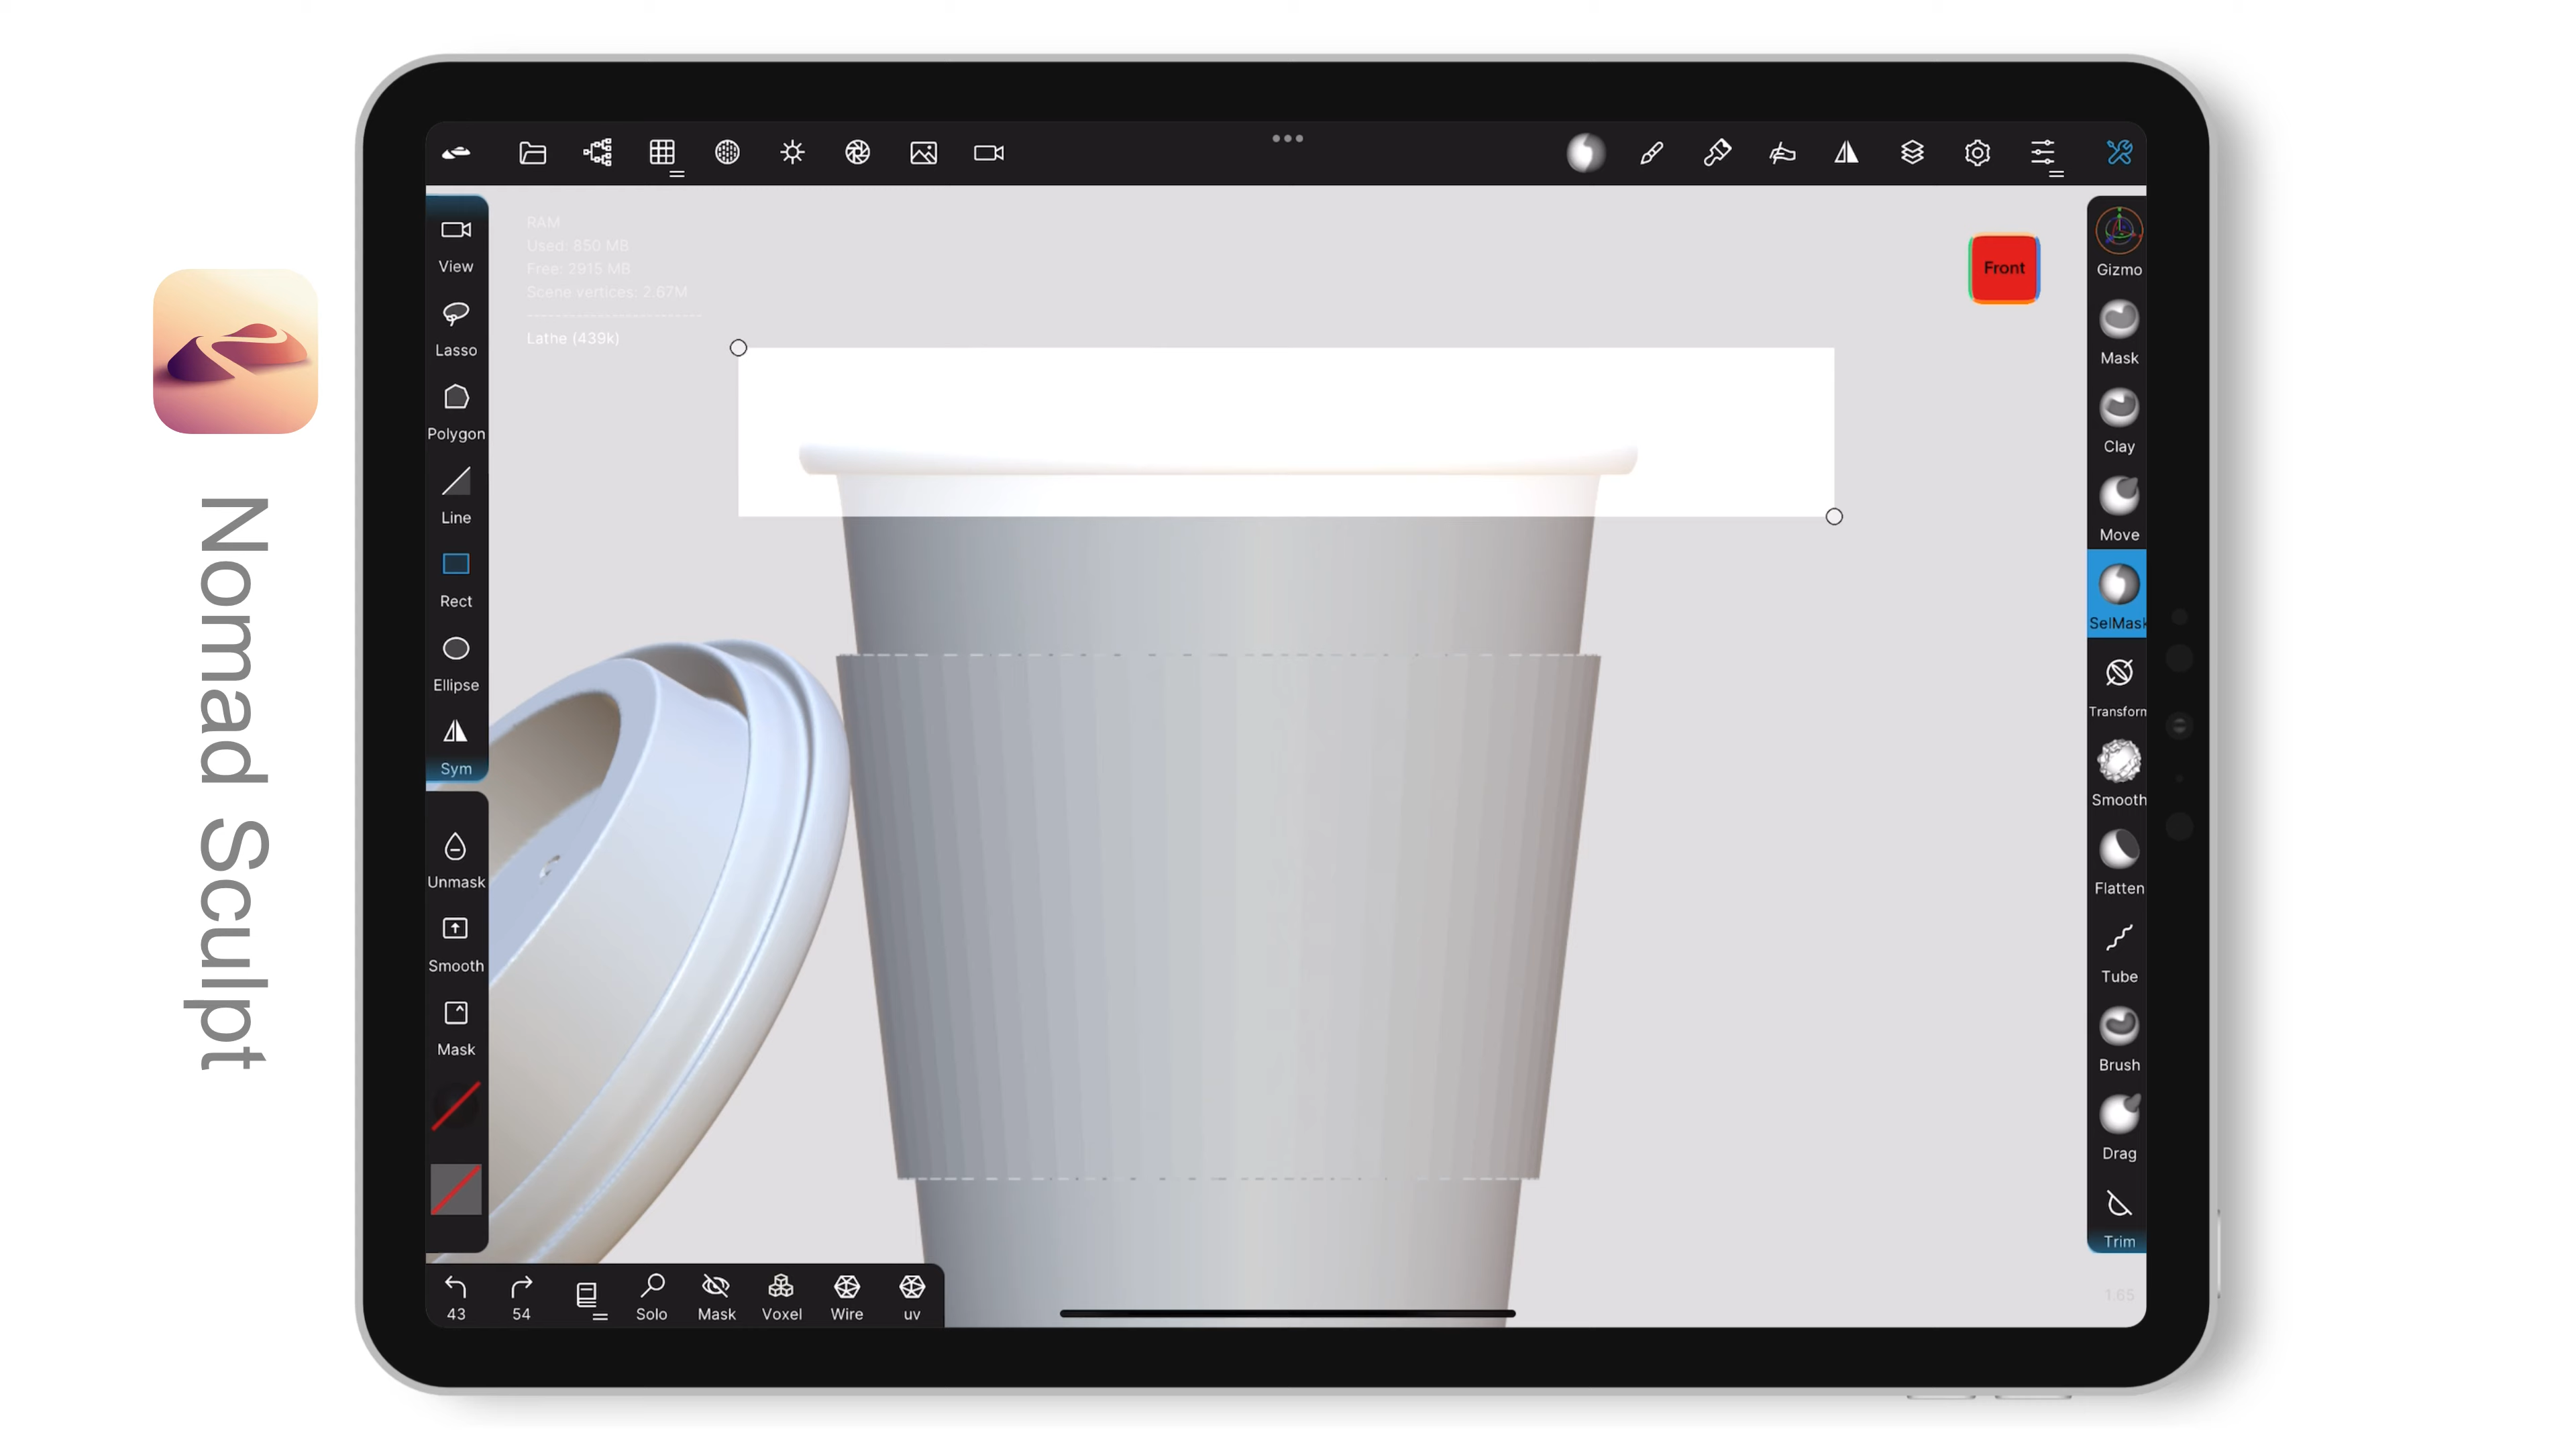 Nomad Sculpt
RAM
Used: 850 MB
Free: 2915 MB
Scene vertices: 2.67M
Lathe (439k)
Front
View
Lasso
Polygon
Line
Rect
Ellipse
Sym
Unmask
Smooth
Mask
Gizmo
Mask
Clay
Move
SelMask
Transform
Smooth
Flatten
Tube
Brush
Drag
Trim
1.65
43
54
Solo
Mask
Voxel
Wire
uv